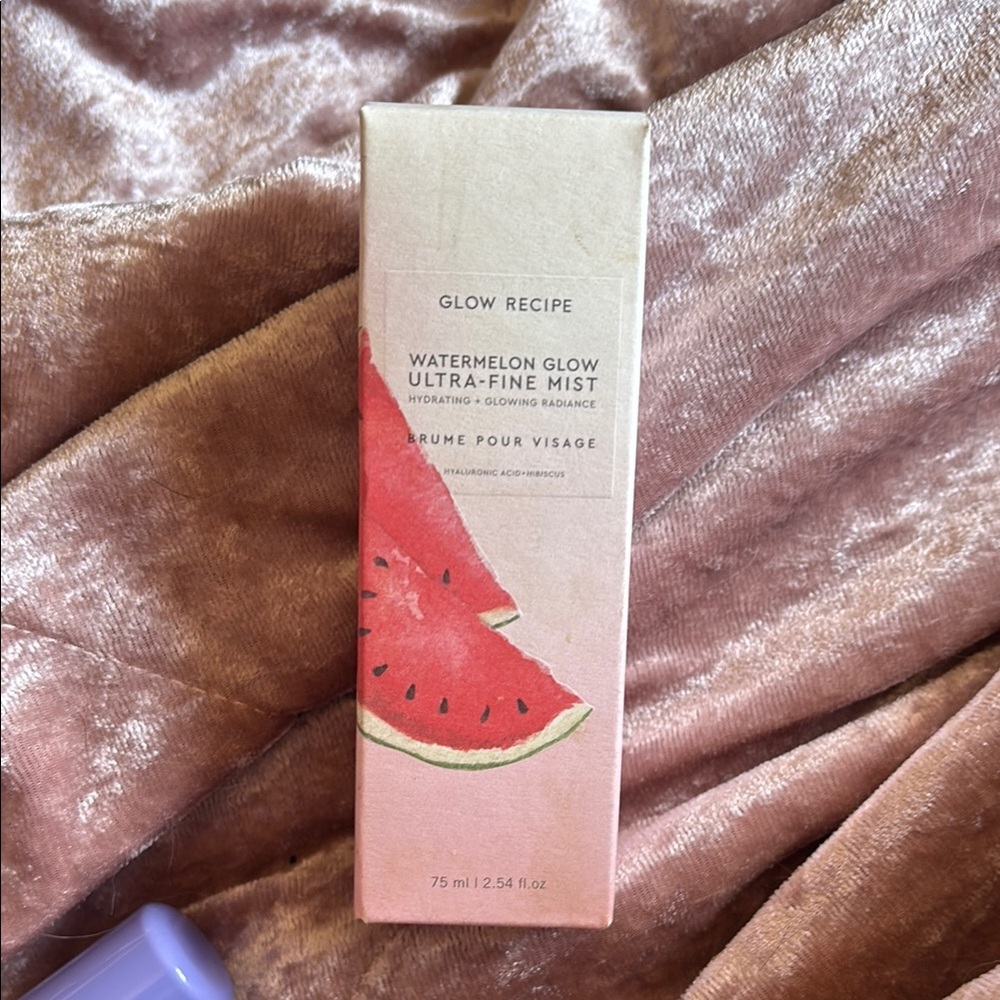 GLOW RECIPE
WATERMELON GLOW
ULTRA-FINE MIST
HYDRATING + GLOWING RADIANCE
BRUME POUR VISAGE
HYALURONIC ACID+HIBISCUS
75 ml | 2.54 fl.oz